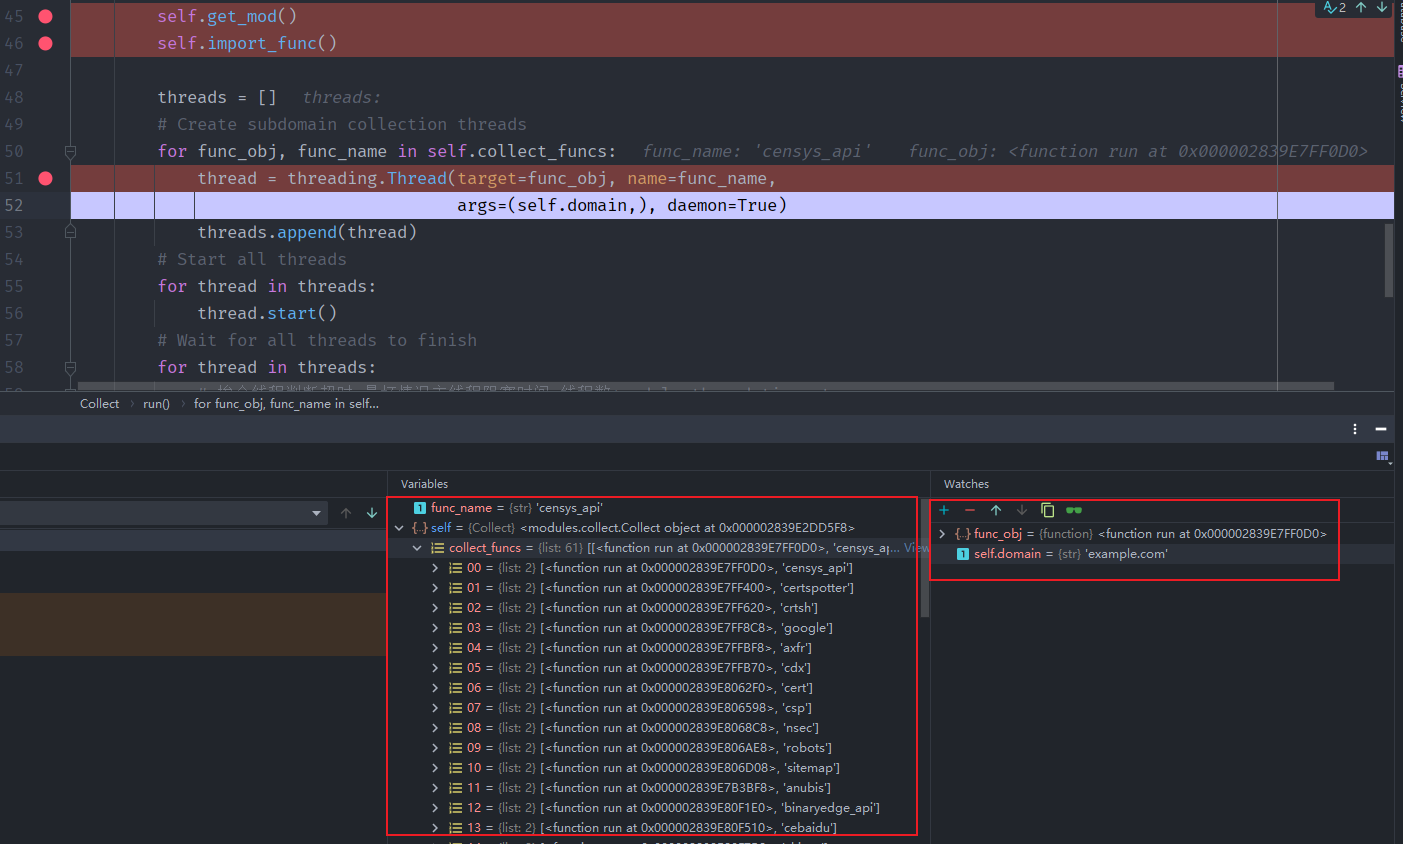 45 self.get_mod()
46 self.import_func()
2
47
48 threads = [] threads:
49 # Create subdomain collection threads
50 for func_obj, func_name in self.collect_funcs: func_name: 'censys_api' func_obj: <function run at 0x000002839E7FF0D0>
51 thread = threading.Thread(target=func_obj, name=func_name,
52 args=(self.domain,), daemon=True)
53 threads.append(thread)
54 # Start all threads
55 for thread in threads:
56 thread.start()
57 # Wait for all threads to finish
58 for thread in threads:
Collect › run() › for func_obj, func_name in self...
Variables
Watches
func_name = {str} 'censys_api'
self = {Collect} <modules.collect.Collect object at 0x000002839E2DD5F8>
collect_funcs = {list: 61} [[<function run at 0x000002839E7FF0D0>, 'censys_ap... View
00 = {list: 2} [<function run at 0x000002839E7FF0D0>, 'censys_api']
01 = {list: 2} [<function run at 0x000002839E7FF400>, 'certspotter']
02 = {list: 2} [<function run at 0x000002839E7FF620>, 'crtsh']
03 = {list: 2} [<function run at 0x000002839E7FF8C8>, 'google']
04 = {list: 2} [<function run at 0x000002839E7FFBF8>, 'axfr']
05 = {list: 2} [<function run at 0x000002839E7FFB70>, 'cdx']
06 = {list: 2} [<function run at 0x000002839E8062F0>, 'cert']
07 = {list: 2} [<function run at 0x000002839E806598>, 'csp']
08 = {list: 2} [<function run at 0x000002839E8068C8>, 'nsec']
09 = {list: 2} [<function run at 0x000002839E806AE8>, 'robots']
10 = {list: 2} [<function run at 0x000002839E806D08>, 'sitemap']
11 = {list: 2} [<function run at 0x000002839E7B3BF8>, 'anubis']
12 = {list: 2} [<function run at 0x000002839E80F1E0>, 'binaryedge_api']
13 = {list: 2} [<function run at 0x000002839E80F510>, 'cebaidu']
func_obj = {function} <function run at 0x000002839E7FF0D0>
self.domain = {str} 'example.com'